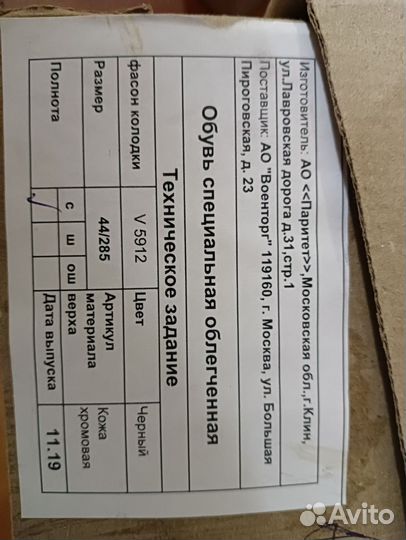 Изготовитель: АО <<Паритет>>,Московская обл.,г.Клин,
ул.Лавровская дорога д.31,стр.1
Поставщик: АО "Военторг" 119160, г. Москва, ул. Большая
Пироговская, д. 23
Обувь специальная облегченная
Техническое задание
фасон колодки V 5912 Цвет Черный
Размер 44/285 Артикул материала верха Кожа хромовая
Полнота с ш ош Дата выпуска 11.19
Avito